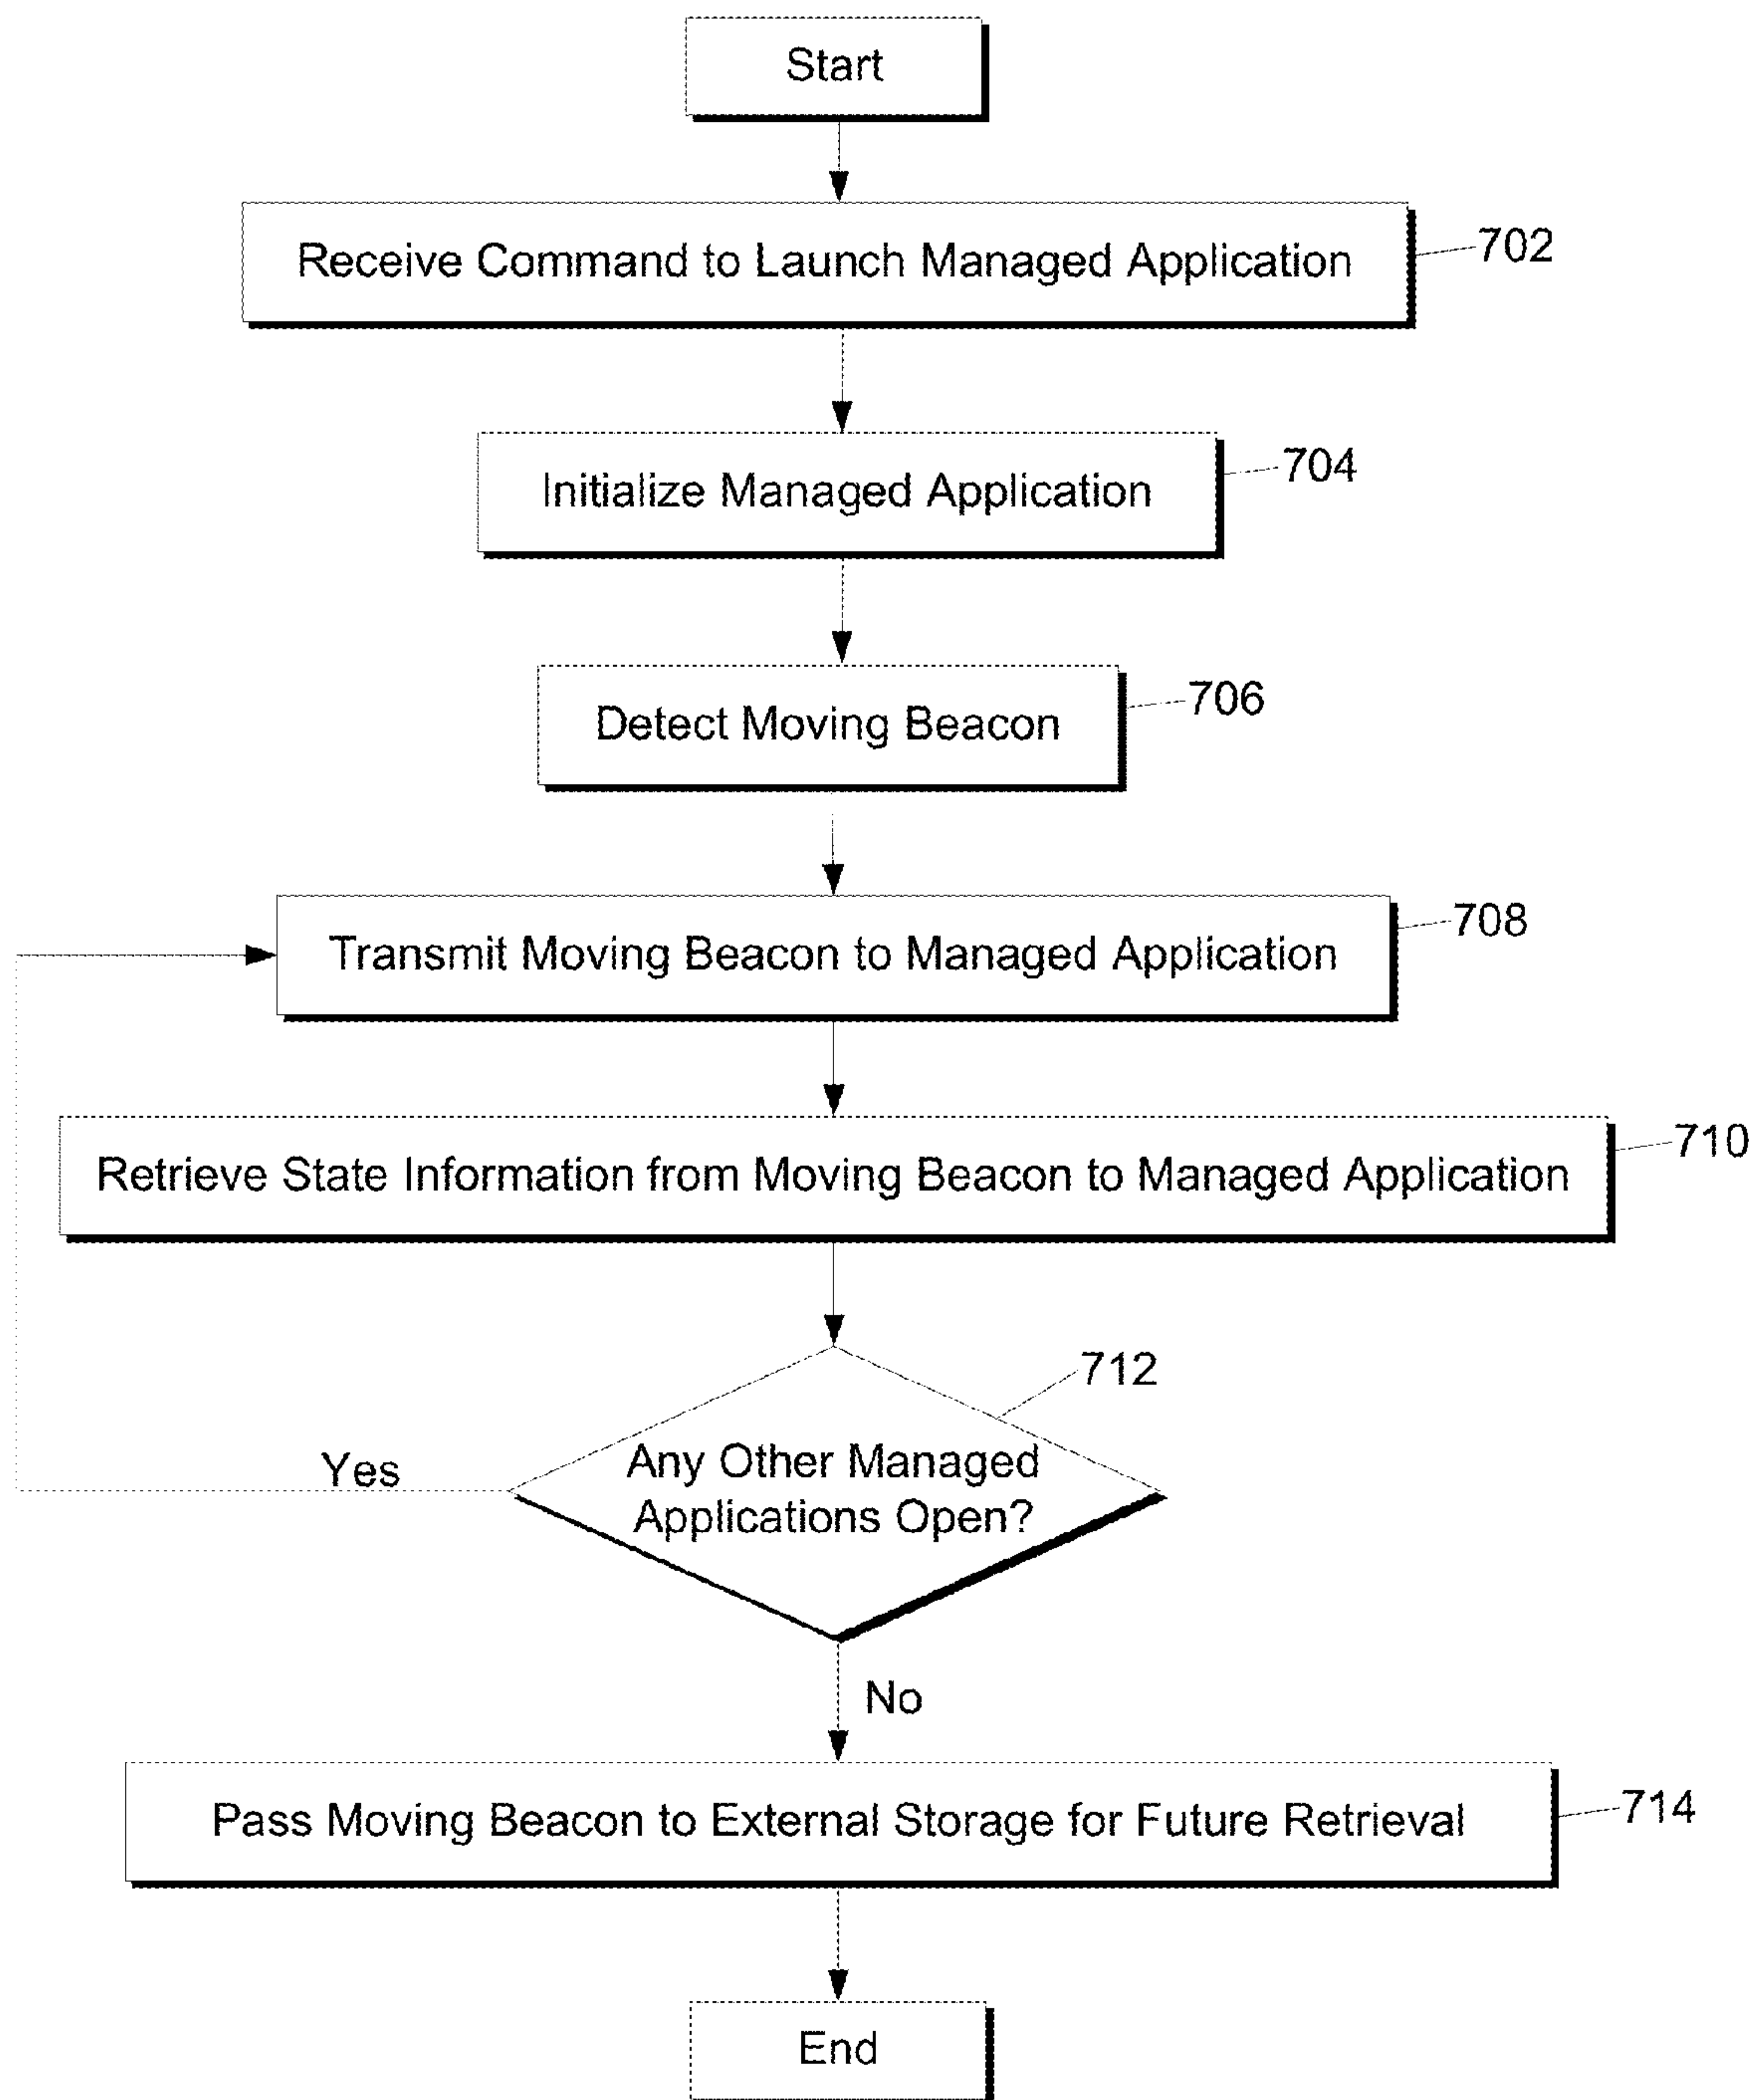 Start
Receive Command to Launch Managed Application
702
Initialize Managed Application
704
Detect Moving Beacon
706
Transmit Moving Beacon to Managed Application
708
Retrieve State Information from Moving Beacon to Managed Application
710
712
Any Other Managed
Applications Open?
Yes
No
Pass Moving Beacon to External Storage for Future Retrieval
714
End